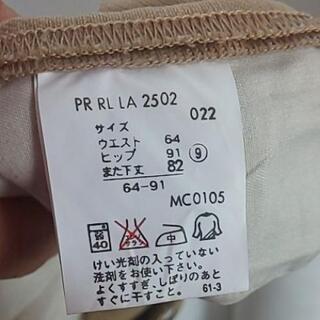 PR RL LA 2502
022
サイズ
ウエスト 64
ヒップ 91 ⑨
また下丈 82
64-91
MC0105
40 中
けい光剤の入っていない
洗剤をお使い下さい。
よくすすぎ、しぼりのあと
すぐに干すこと。 61-3